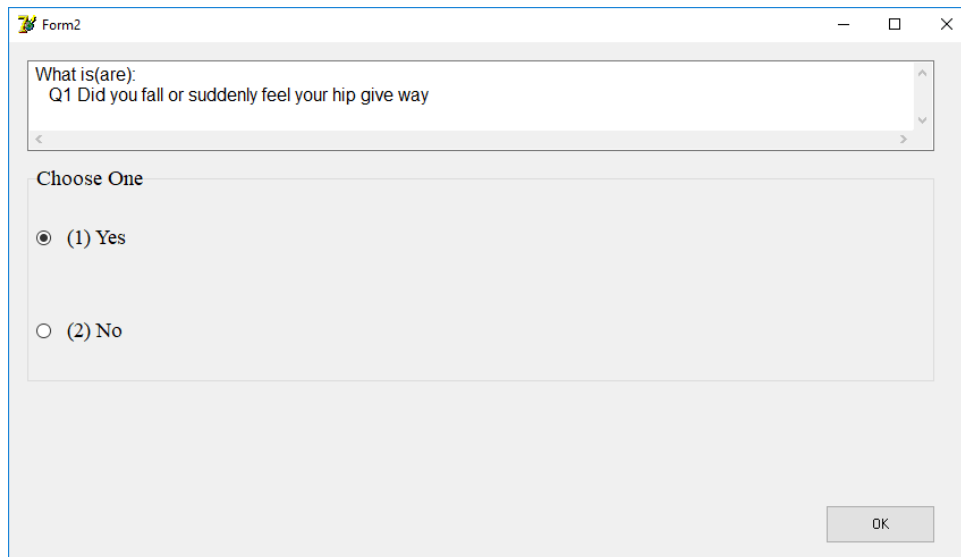 Form2
What is(are):
Q1 Did you fall or suddenly feel your hip give way
Choose One
(1) Yes
(2) No
OK